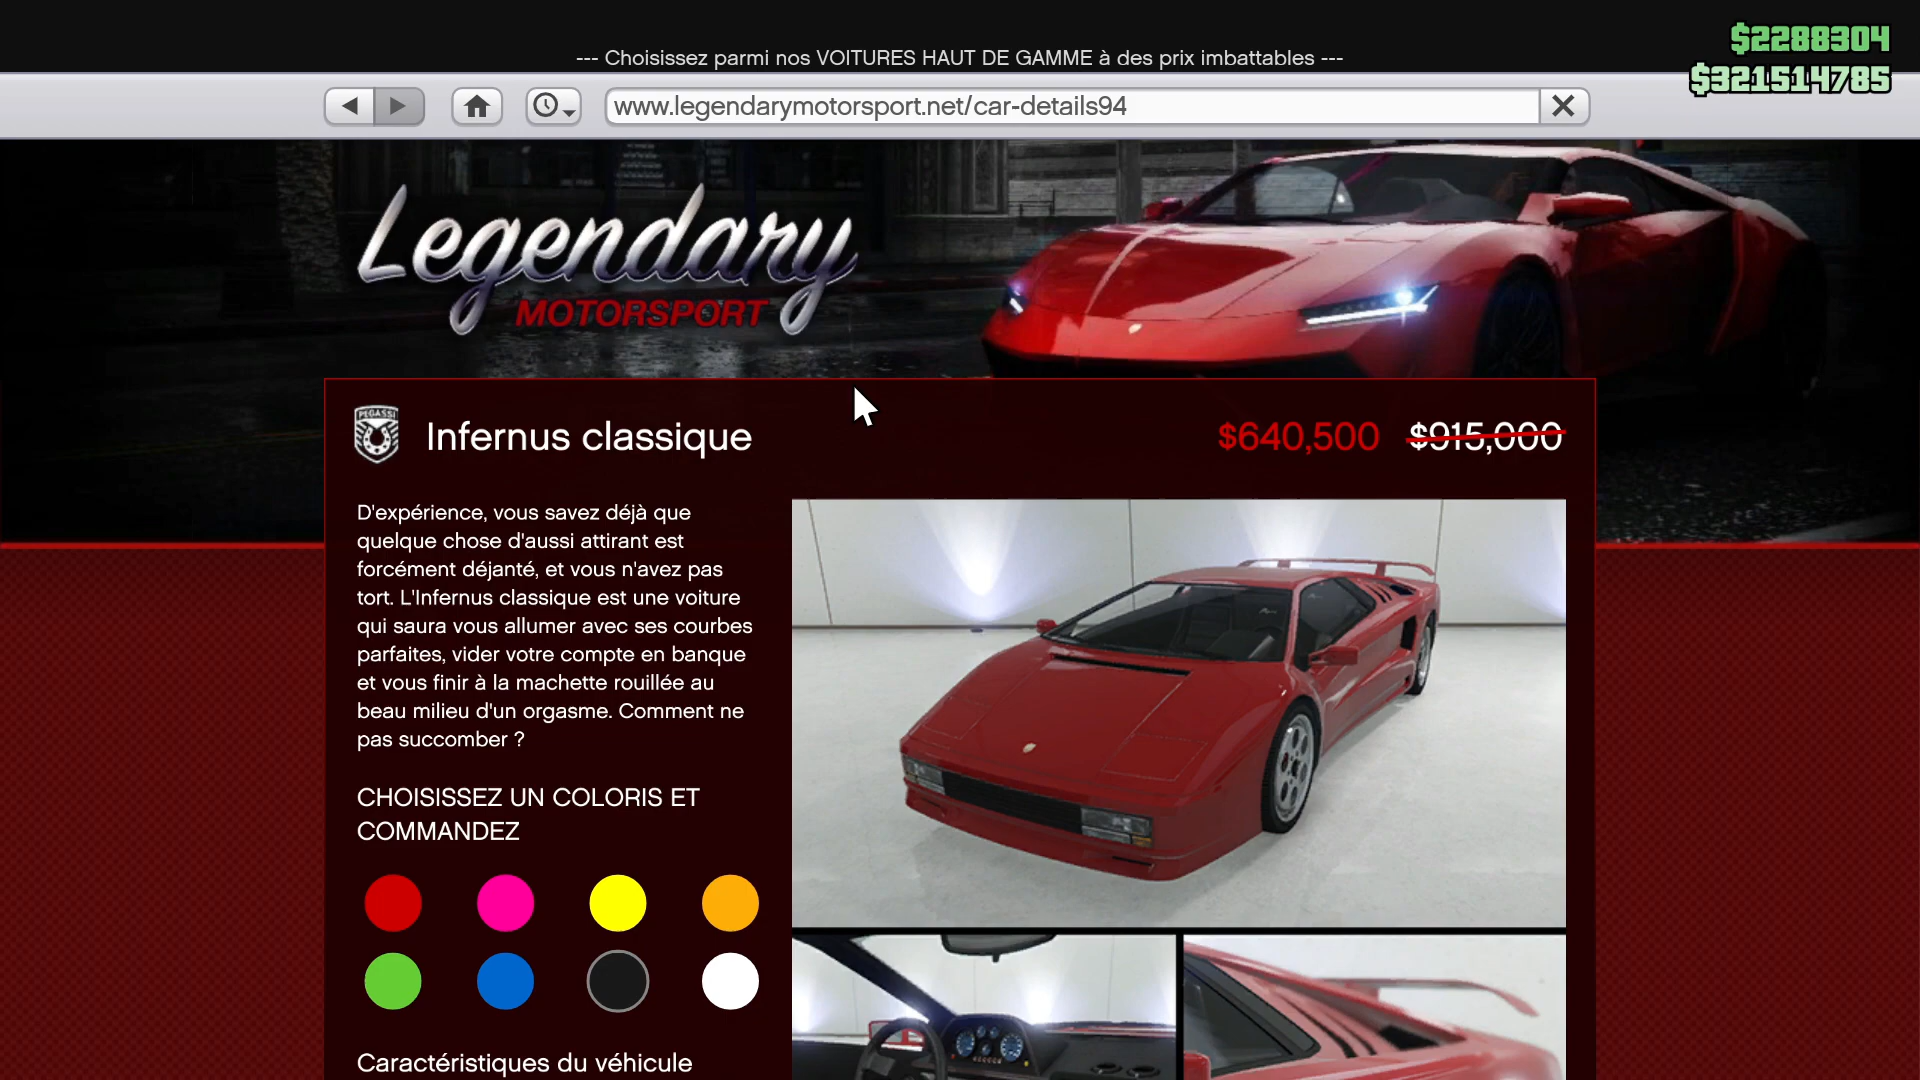 --- Choisissez parmi nos VOITURES HAUT DE GAMME à des prix imbattables ---
$2288304
$321514785
www.legendarymotorsport.net/car-details94
Legendary
MOTORSPORT
PEGASSI
Infernus classique
$640,500 $915,000
D'expérience, vous savez déjà que
quelque chose d'aussi attirant est
forcément déjanté, et vous n'avez pas
tort. L'Infernus classique est une voiture
qui saura vous allumer avec ses courbes
parfaites, vider votre compte en banque
et vous finir à la machette rouillée au
beau milieu d'un orgasme. Comment ne
pas succomber ?
CHOISISSEZ UN COLORIS ET
COMMANDEZ
Caractéristiques du véhicule